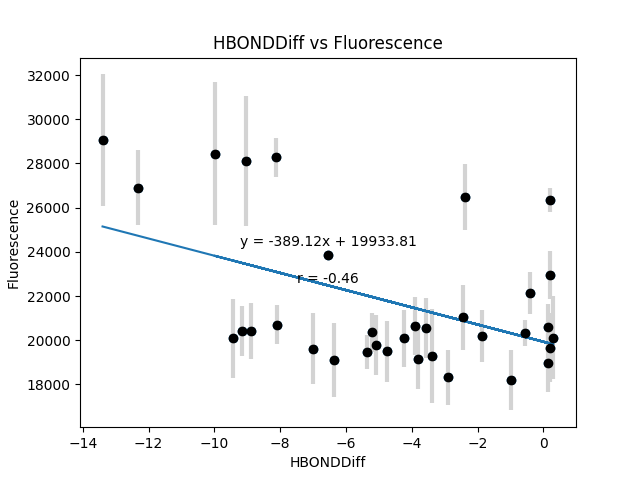 HBONDDiff vs Fluorescence
32000
30000
28000
26000
24000
22000
20000
18000
Fluorescence
y = -389.12x + 19933.81
r = -0.46
−14 −12 −10 −8 −6 −4 −2 0
HBONDDiff